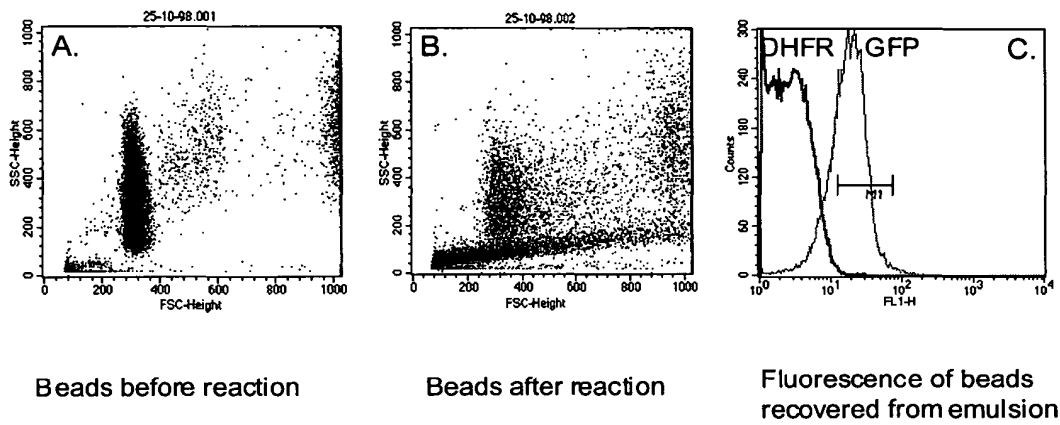 25-10-98.001
A.
SSC-Height
1000
800
600
400
200
0
0 200 400 600 800 1000
FSC-Height
25-10-98.002
B.
SSC-Height
1000
800
600
400
200
0
0 200 400 600 800 1000
FSC-Height
DHFR GFP C.
Counts
300
240
180
120
60
0
M1
10^0 10^1 10^2 10^3 10^4
FL1-H
Beads before reaction
Beads after reaction
Fluorescence of beads
recovered from emulsion